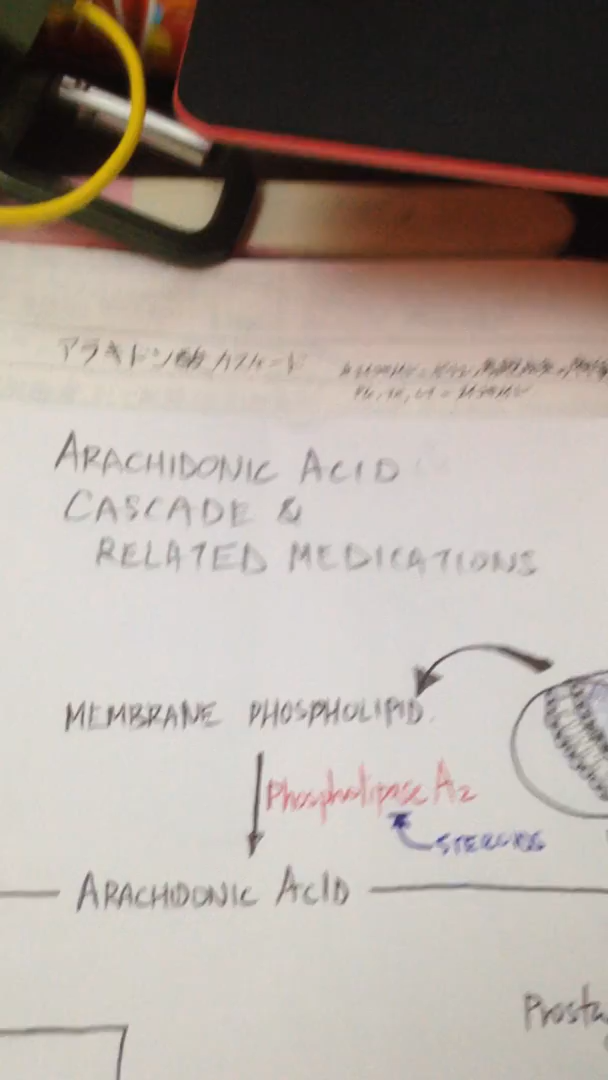 アラキドン酸カスケード
ARACHIDONIC ACID
CASCADE &
RELATED MEDICATIONS
MEMBRANE PHOSPHOLIPID.
Phospholipase A2
STEROIDS
ARACHIDONIC ACID
Prosta